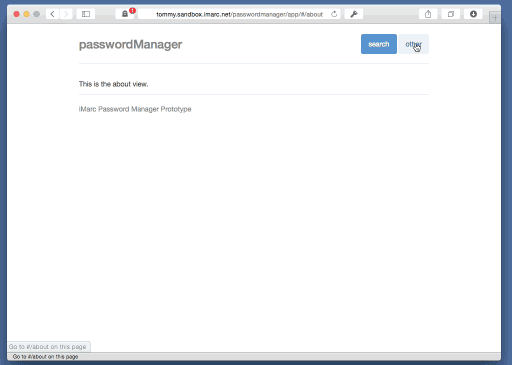 1
tommy.sandbox.imarc.net/passwordmanager/app/#/about
passwordManager
search
other
This is the about view.
iMarc Password Manager Prototype
Go to #/about on this page
Go to #/about on this page